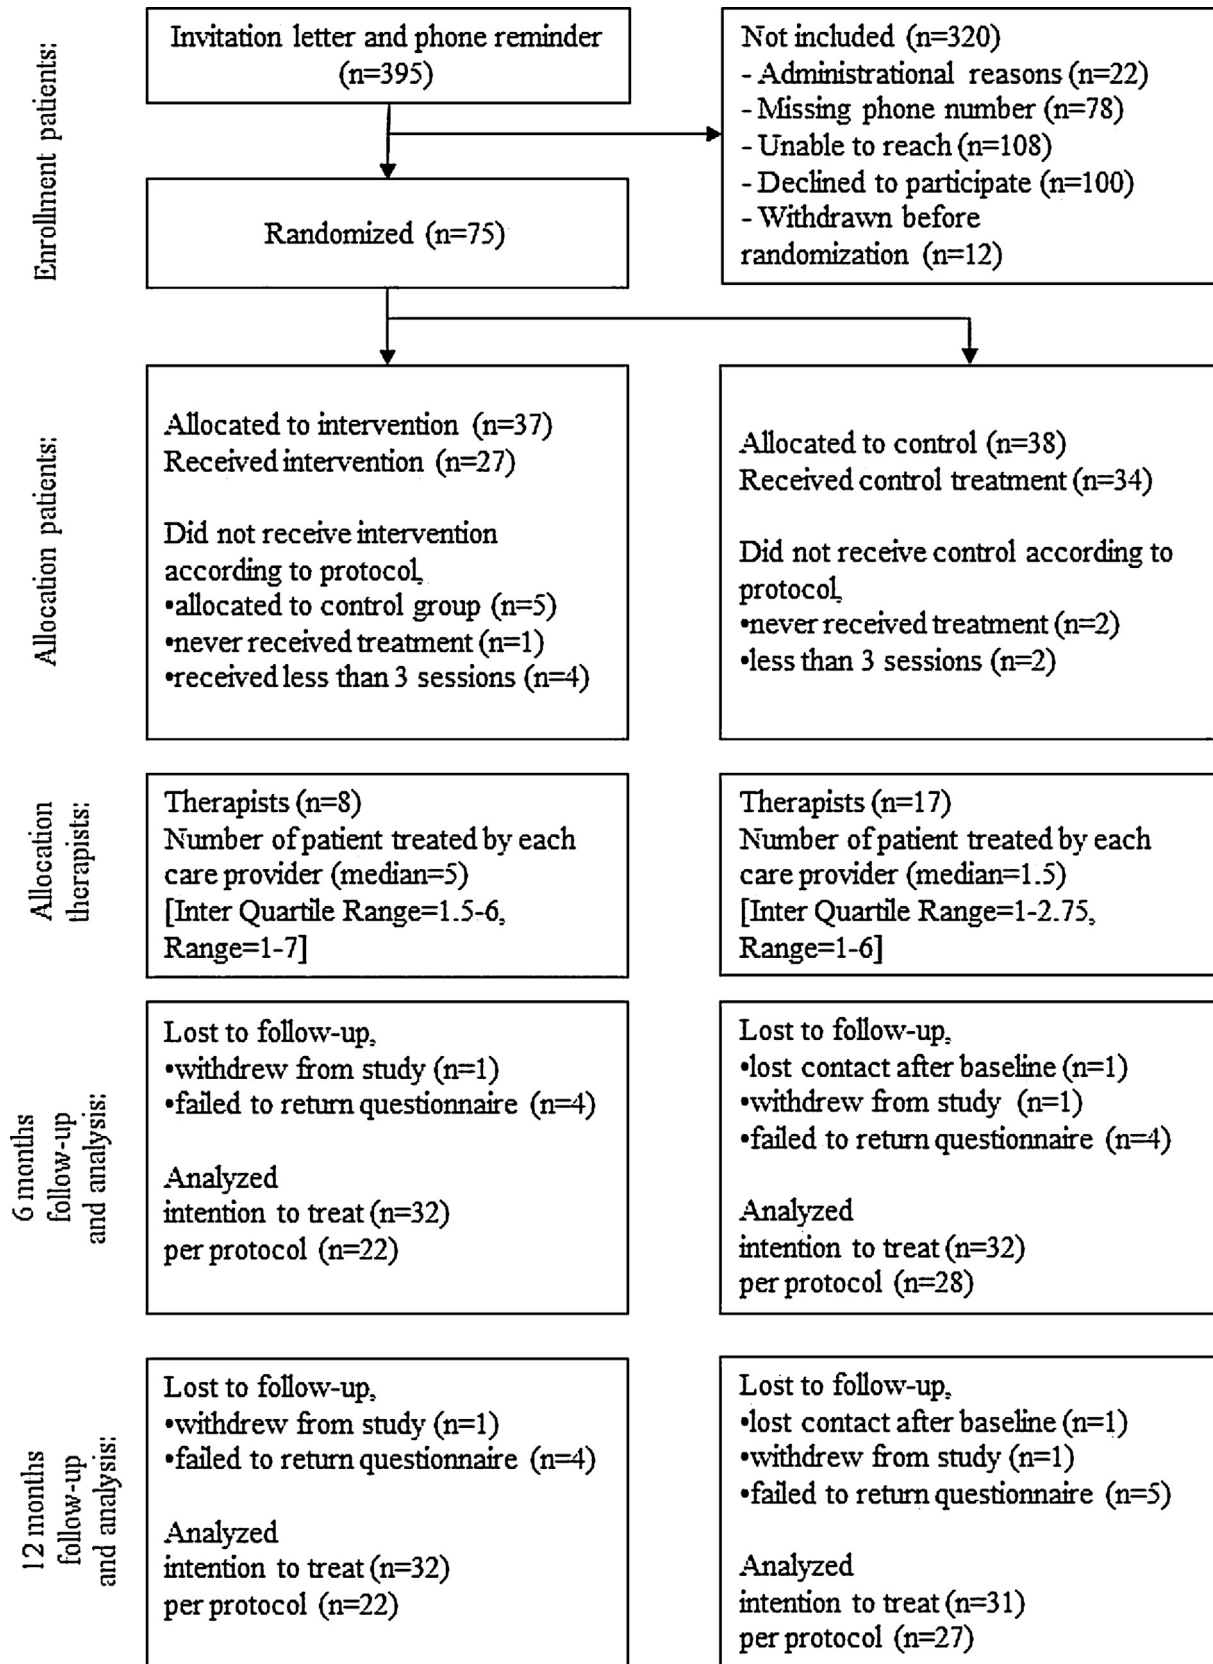 Enrollment patients:
Invitation letter and phone reminder
(n=395)
Not included (n=320)
- Administrational reasons (n=22)
- Missing phone number (n=78)
- Unable to reach (n=108)
- Declined to participate (n=100)
- Withdrawn before
randomization (n=12)
Randomized (n=75)
Allocation patients:
Allocated to intervention (n=37)
Received intervention (n=27)
Did not receive intervention
according to protocol,
•allocated to control group (n=5)
•never received treatment (n=1)
•received less than 3 sessions (n=4)
Allocated to control (n=38)
Received control treatment (n=34)
Did not receive control according to
protocol,
•never received treatment (n=2)
•less than 3 sessions (n=2)
Allocation
therapists:
Therapists (n=8)
Number of patient treated by each
care provider (median=5)
[Inter Quartile Range=1.5-6,
Range=1-7]
Therapists (n=17)
Number of patient treated by each
care provider (median=1.5)
[Inter Quartile Range=1-2.75,
Range=1-6]
6 months
follow-up
and analysis:
Lost to follow-up,
•withdrew from study (n=1)
•failed to return questionnaire (n=4)
Analyzed
intention to treat (n=32)
per protocol (n=22)
Lost to follow-up,
•lost contact after baseline (n=1)
•withdrew from study (n=1)
•failed to return questionnaire (n=4)
Analyzed
intention to treat (n=32)
per protocol (n=28)
12 months
follow-up
and analysis:
Lost to follow-up,
•withdrew from study (n=1)
•failed to return questionnaire (n=4)
Analyzed
intention to treat (n=32)
per protocol (n=22)
Lost to follow-up,
•lost contact after baseline (n=1)
•withdrew from study (n=1)
•failed to return questionnaire (n=5)
Analyzed
intention to treat (n=31)
per protocol (n=27)